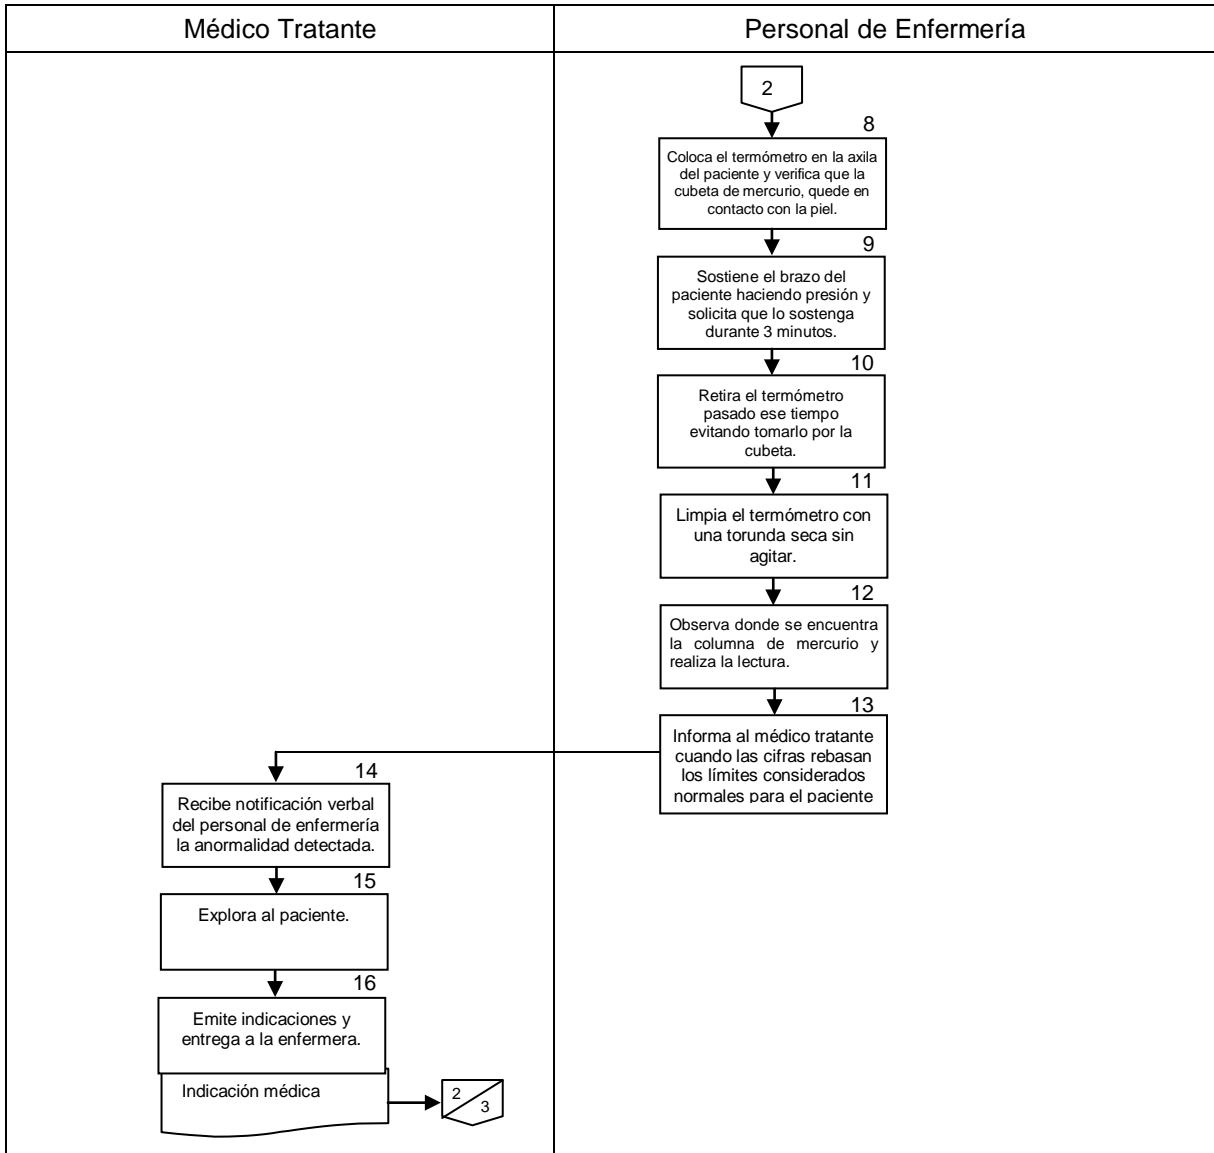 Médico Tratante
Personal de Enfermería
2
8
Coloca el termómetro en la axila
del paciente y verifica que la
cubeta de mercurio, quede en
contacto con la piel.
9
Sostiene el brazo del
paciente haciendo presión y
solicita que lo sostenga
durante 3 minutos.
10
Retira el termómetro
pasado ese tiempo
evitando tomarlo por la
cubeta.
11
Limpia el termómetro con
una torunda seca sin
agitar.
12
Observa donde se encuentra
la columna de mercurio y
realiza la lectura.
13
Informa al médico tratante
cuando las cifras rebasan
los límites considerados
normales para el paciente
14
Recibe notificación verbal
del personal de enfermería
la anormalidad detectada.
15
Explora al paciente.
16
Emite indicaciones y
entrega a la enfermera.
Indicación médica
2
3